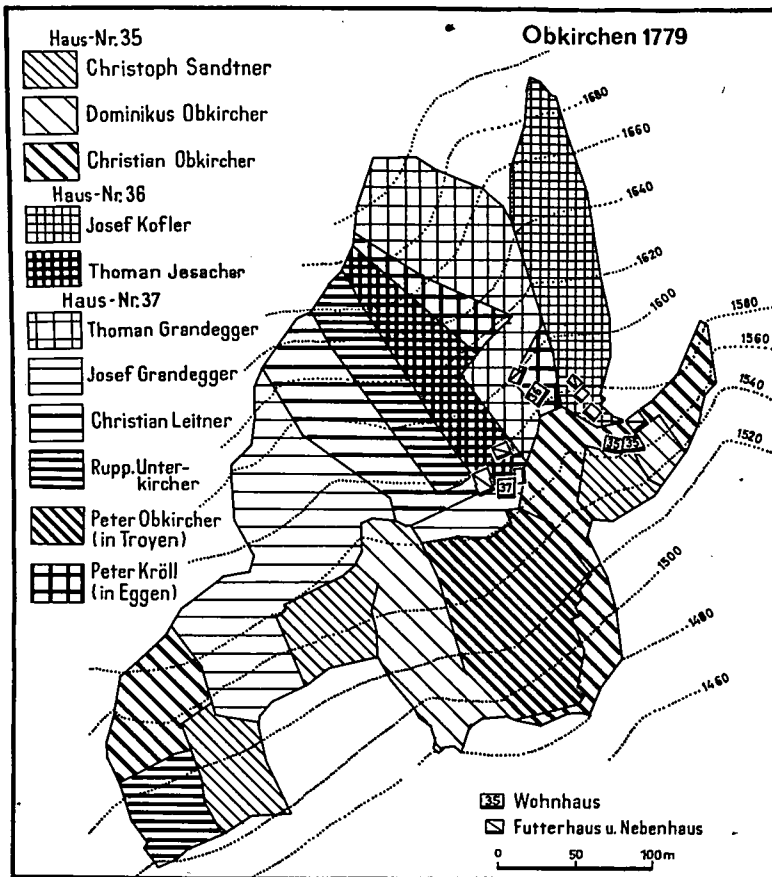 Obkirchen 1779
Haus-Nr. 35
Christoph Sandtner
Dominikus Obkircher
Christian Obkircher
Haus-Nr. 36
Josef Kofler
Thoman Jesacher
Haus-Nr. 37
Thoman Grandegger
Josef Grandegger
Christian Leitner
Rupp. Unter-
kircher
Peter Obkircher
(in Troyen)
Peter Kröll
(in Eggen)
1680
1660
1640
1620
1600
1580
1560
1540
1520
1500
1480
1460
36
35 35
37
35 Wohnhaus
Futterhaus u. Nebenhaus
0 50 100m